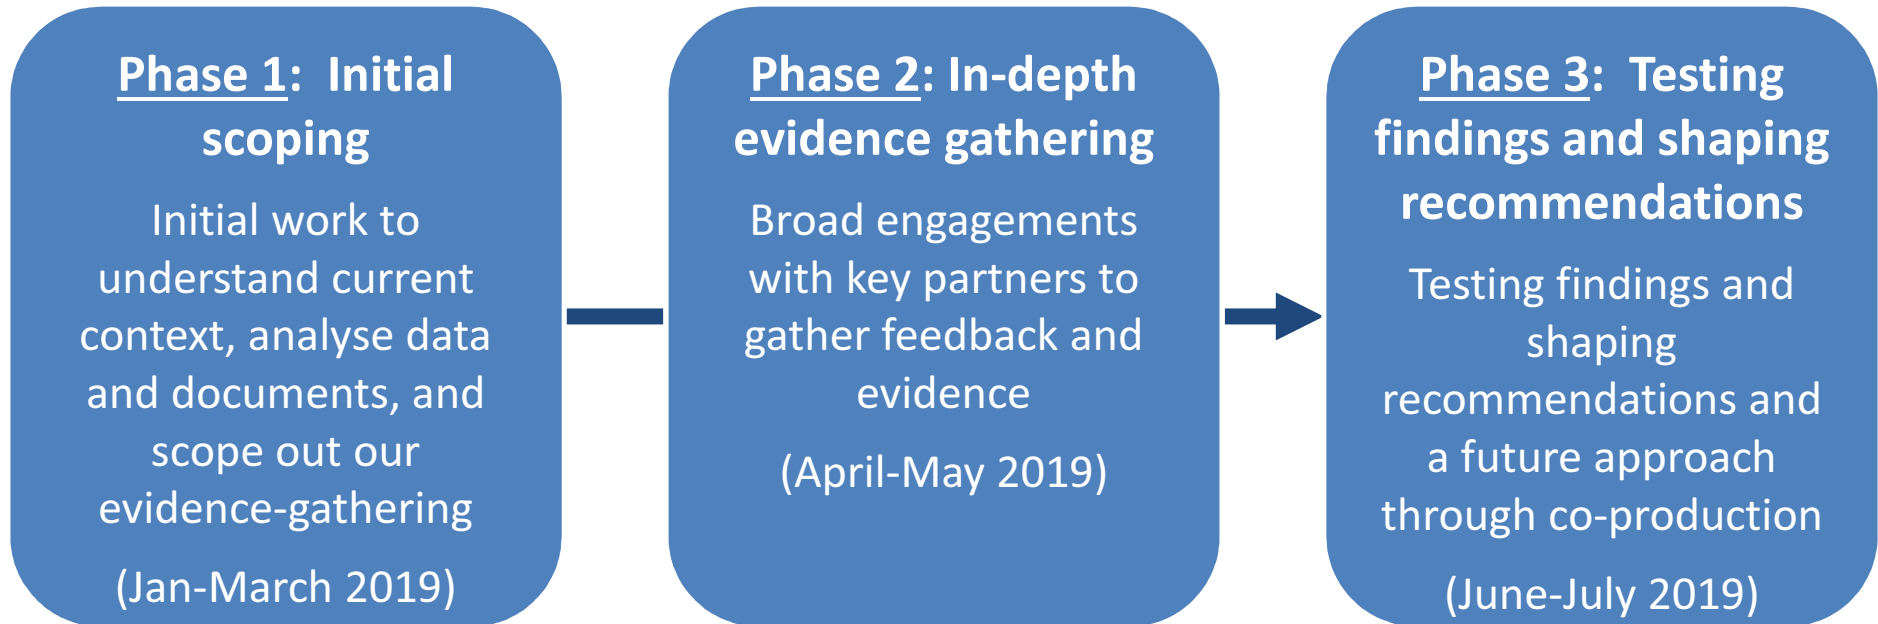 Phase 1:  Initial
scoping
Initial work to
understand current
context, analyse data
and documents, and
scope out our
evidence-gathering
(Jan-March 2019)
Phase 2: In-depth
evidence gathering
Broad engagements
with key partners to
gather feedback and
evidence
(April-May 2019)
Phase 3:  Testing
findings and shaping
recommendations
Testing findings and
shaping
recommendations and
a future approach
through co-production
(June-July 2019)